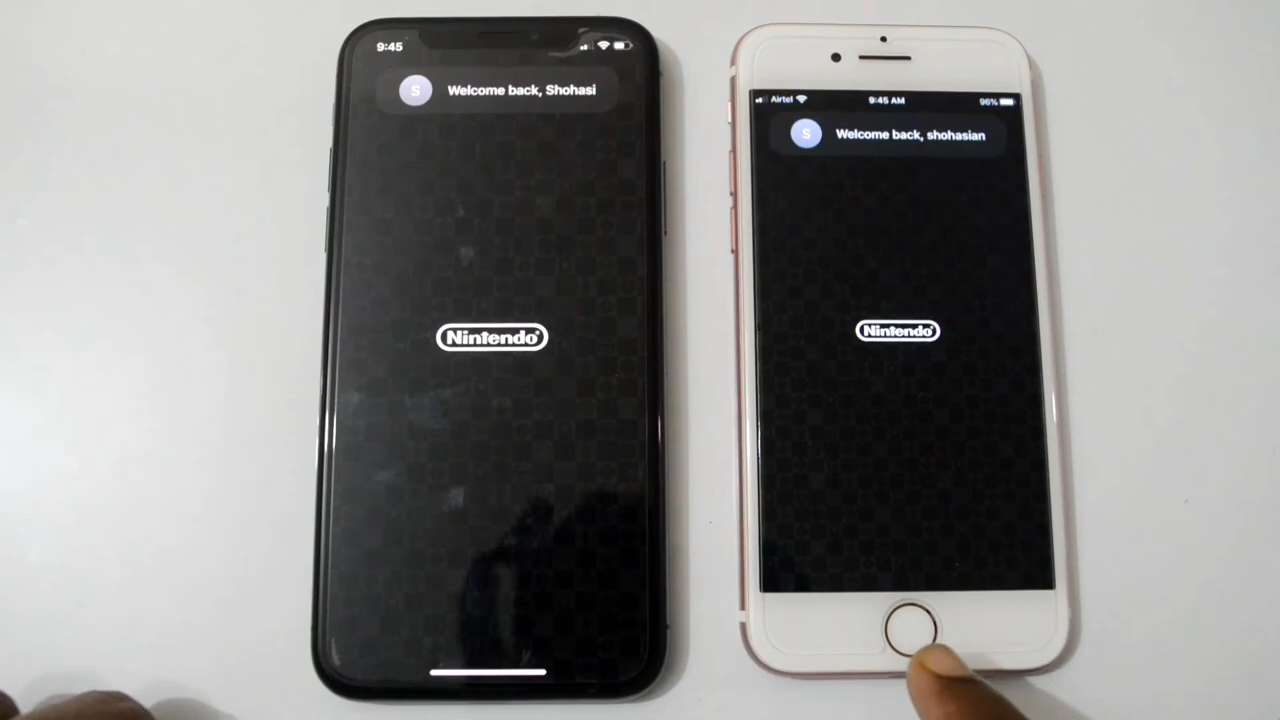 9:45
S Welcome back, Shohasi
Nintendo
Airtel 9:45 AM 96%
S Welcome back, shohasian
Nintendo